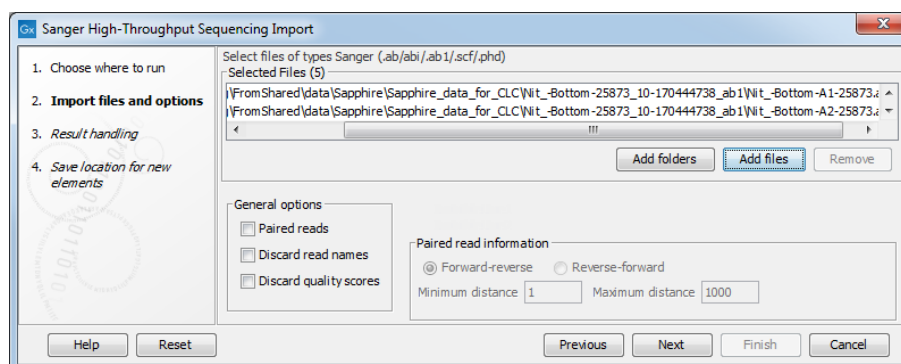 Gx Sanger High-Throughput Sequencing Import
1. Choose where to run
2. Import files and options
3. Result handling
4. Save location for new
elements
Select files of types Sanger (.ab/abi/.ab1/.scf/.phd)
Selected Files (5)
\FromShared\data\Sapphire\Sapphire_data_for_CLC\Nit_-Bottom-25873_10-170444738_ab1\Nit_-Bottom-A1-25873.a
\FromShared\data\Sapphire\Sapphire_data_for_CLC\Nit_-Bottom-25873_10-170444738_ab1\Nit_-Bottom-A2-25873.a
Add folders Add files Remove
General options
Paired reads
Discard read names
Discard quality scores
Paired read information
Forward-reverse Reverse-forward
Minimum distance 1 Maximum distance 1000
Help Reset Previous Next Finish Cancel